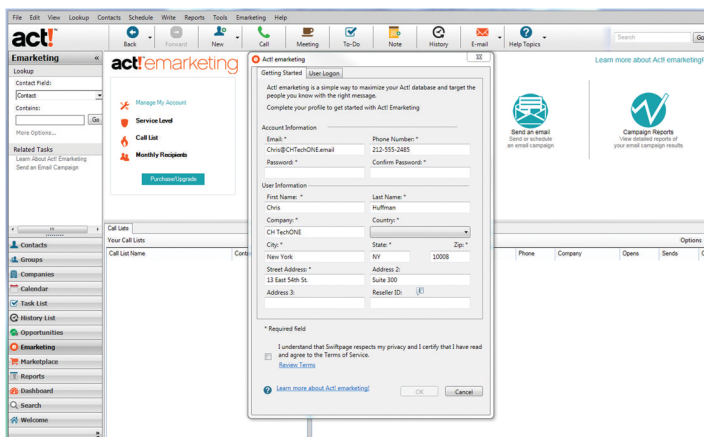 File Edit View Lookup Contacts Schedule Write Reports Tools Emarketing Help
act!
Back Forward New Call Meeting To-Do Note History E-mail Help Topics Search Go
Emarketing «
Lookup
Contact Field:
Contact
Contains:
Go
More Options...
Related Tasks
Learn About Act! Emarketing
Send an Email Campaign
Contacts
Groups
Companies
Calendar
Task List
History List
Opportunities
Emarketing
Marketplace
Reports
Dashboard
Search
Welcome
act! emarketing
Manage My Account
Service Level
Call List
Monthly Recipients
Purchase/Upgrade
Learn more about Act! emarketing!
Send an email
Send or schedule
an email campaign
Campaign Reports
View detailed reports of
your email campaign results
Call Lists
Your Call Lists Options
Call List Name Phone Company Opens Sends
Act! emarketing
Getting Started User Logon
Act! emarketing is a simple way to maximize your Act! database and target the
people you know with the right message.
Complete your profile to get started with Act! Emarketing
Account Information
Email: * Phone Number: *
Chris@CHTechONE.email 212-555-2485
Password: * Confirm Password: *
User Information
First Name: * Last Name: *
Chris Huffman
Company: * Country: *
CH TechONE
City: * State: * Zip: *
New York NY 10008
Street Address: * Address 2:
13 East 54th St. Suite 300
Address 3: Reseller ID:
* Required field
I understand that Swiftpage respects my privacy and I certify that I have read
and agree to the Terms of Service.
Review Terms
Learn more about Act! emarketing!
OK Cancel